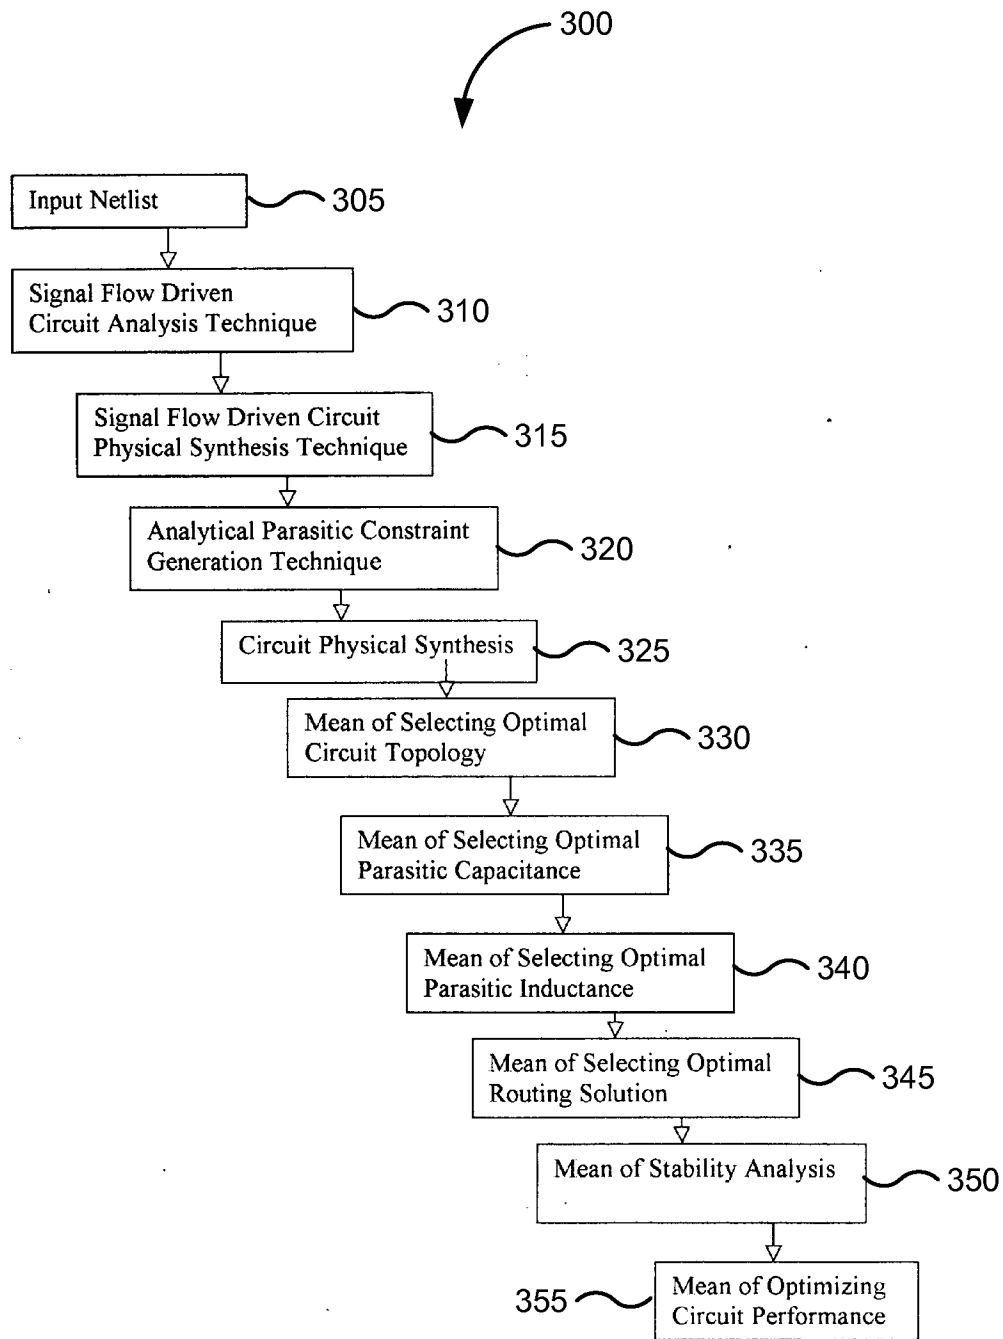 300
Input Netlist
305
Signal Flow Driven
Circuit Analysis Technique
310
Signal Flow Driven Circuit
Physical Synthesis Technique
315
Analytical Parasitic Constraint
Generation Technique
320
Circuit Physical Synthesis
325
Mean of Selecting Optimal
Circuit Topology
330
Mean of Selecting Optimal
Parasitic Capacitance
335
Mean of Selecting Optimal
Parasitic Inductance
340
Mean of Selecting Optimal
Routing Solution
345
Mean of Stability Analysis
350
355
Mean of Optimizing
Circuit Performance